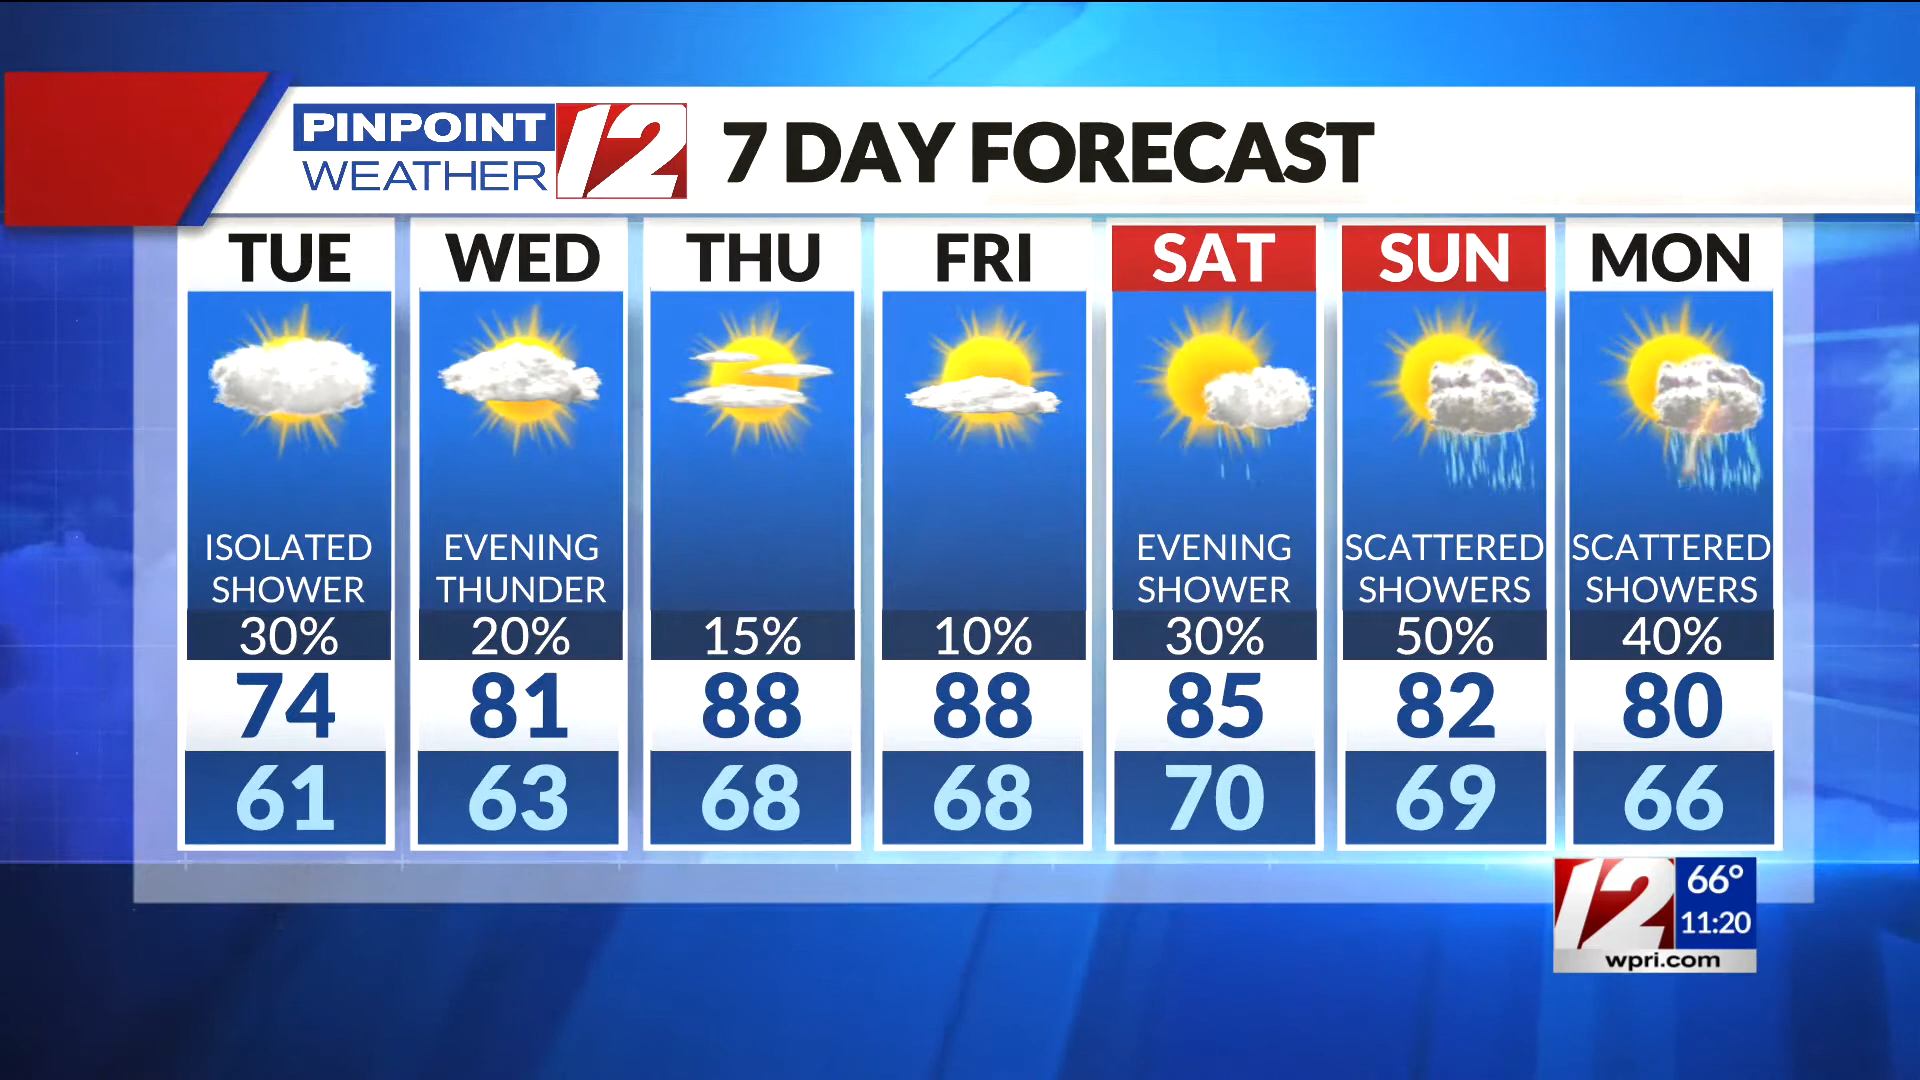 PINPOINT
WEATHER
12
7 DAY FORECAST
TUE
ISOLATED
SHOWER
30%
74
61
WED
EVENING
THUNDER
20%
81
63
THU
15%
88
68
FRI
10%
88
68
SAT
EVENING
SHOWER
30%
85
70
SUN
SCATTERED
SHOWERS
50%
82
69
MON
SCATTERED
SHOWERS
40%
80
66
12
66°
11:20
wpri.com